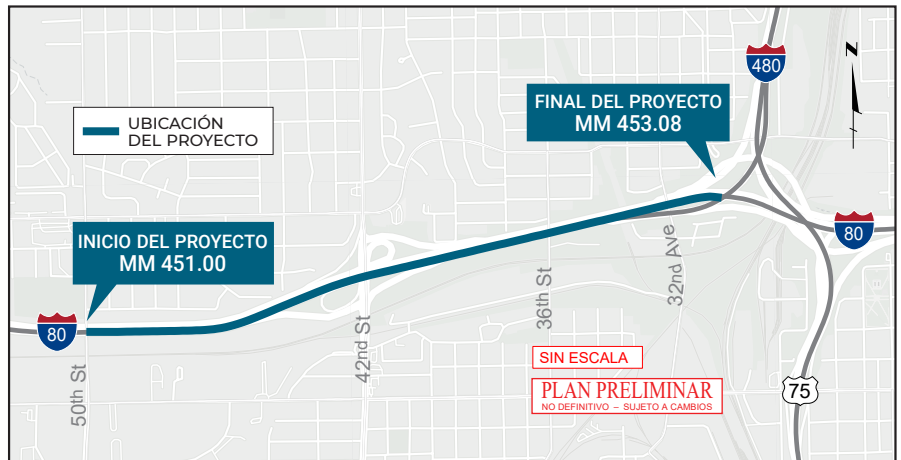 480
N
FINAL DEL PROYECTO
MM 453.08
UBICACIÓN
DEL PROYECTO
INICIO DEL PROYECTO
MM 451.00
80
80
50th St
42nd St
36th St
32nd Ave
SIN ESCALA
PLAN PRELIMINAR
NO DEFINITIVO – SUJETO A CAMBIOS
75